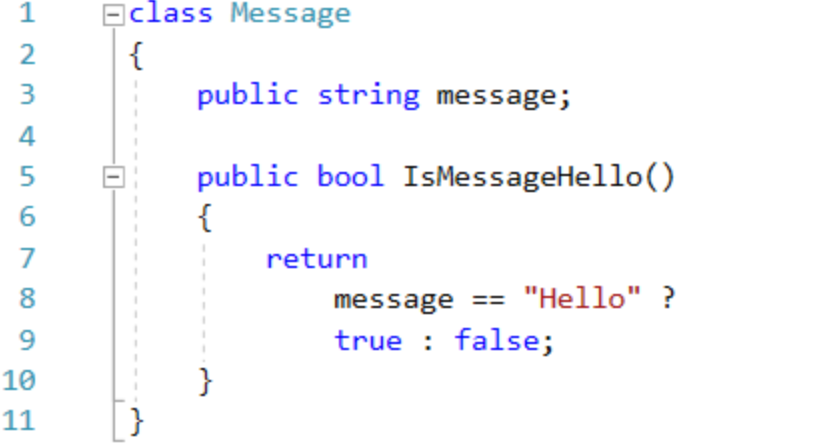 1 class Message
2 {
3 public string message;
4
5 public bool IsMessageHello()
6 {
7 return
8 message == "Hello" ?
9 true : false;
10 }
11 }